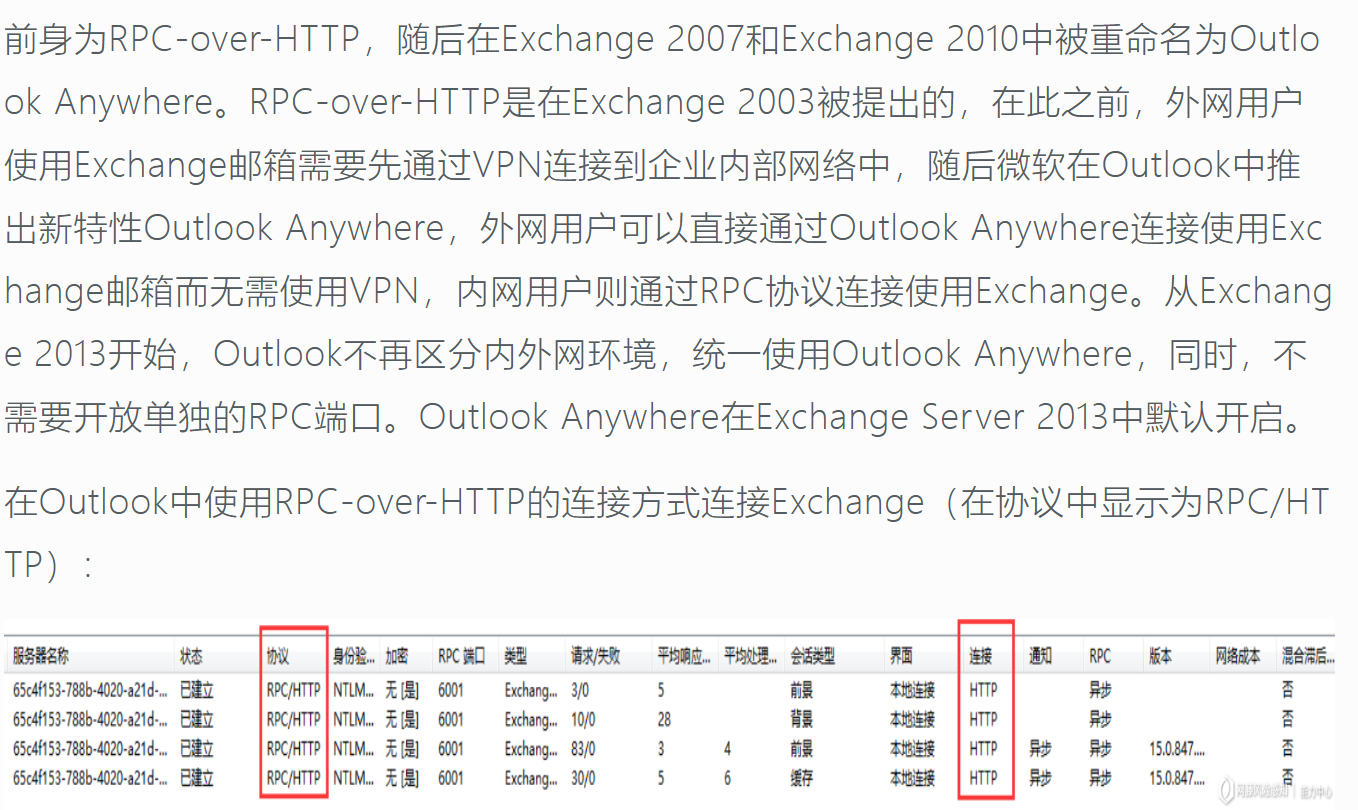 前身为RPC-over-HTTP，随后在Exchange 2007和Exchange 2010中被重命名为Outlo
ok Anywhere。RPC-over-HTTP是在Exchange 2003被提出的，在此之前，外网用户
使用Exchange邮箱需要先通过VPN连接到企业内部网络中，随后微软在Outlook中推
出新特性Outlook Anywhere，外网用户可以直接通过Outlook Anywhere连接使用Exc
hange邮箱而无需使用VPN，内网用户则通过RPC协议连接使用Exchange。从Exchang
e 2013开始，Outlook不再区分内外网环境，统一使用Outlook Anywhere，同时，不
需要开放单独的RPC端口。Outlook Anywhere在Exchange Server 2013中默认开启。
在Outlook中使用RPC-over-HTTP的连接方式连接Exchange（在协议中显示为RPC/HT
TP）：
服务器名称 状态 协议 身份验... 加密 RPC 端口 类型 请求/失败 平均响应... 平均处理... 会话类型 界面 连接 通知 RPC 版本 网络成本 混合滞后...
65c4f153-788b-4020-a21d-... 已建立 RPC/HTTP NTLM... 无 [是] 6001 Exchang... 3/0 5 前景 本地连接 HTTP 异步 否
65c4f153-788b-4020-a21d-... 已建立 RPC/HTTP NTLM... 无 [是] 6001 Exchang... 10/0 28 背景 本地连接 HTTP 异步 否
65c4f153-788b-4020-a21d-... 已建立 RPC/HTTP NTLM... 无 [是] 6001 Exchang... 83/0 3 4 前景 本地连接 HTTP 异步 异步 15.0.847.... 否
65c4f153-788b-4020-a21d-... 已建立 RPC/HTTP NTLM... 无 [是] 6001 Exchang... 30/0 5 6 缓存 本地连接 HTTP 异步 异步 15.0.847.... 否
能力中心